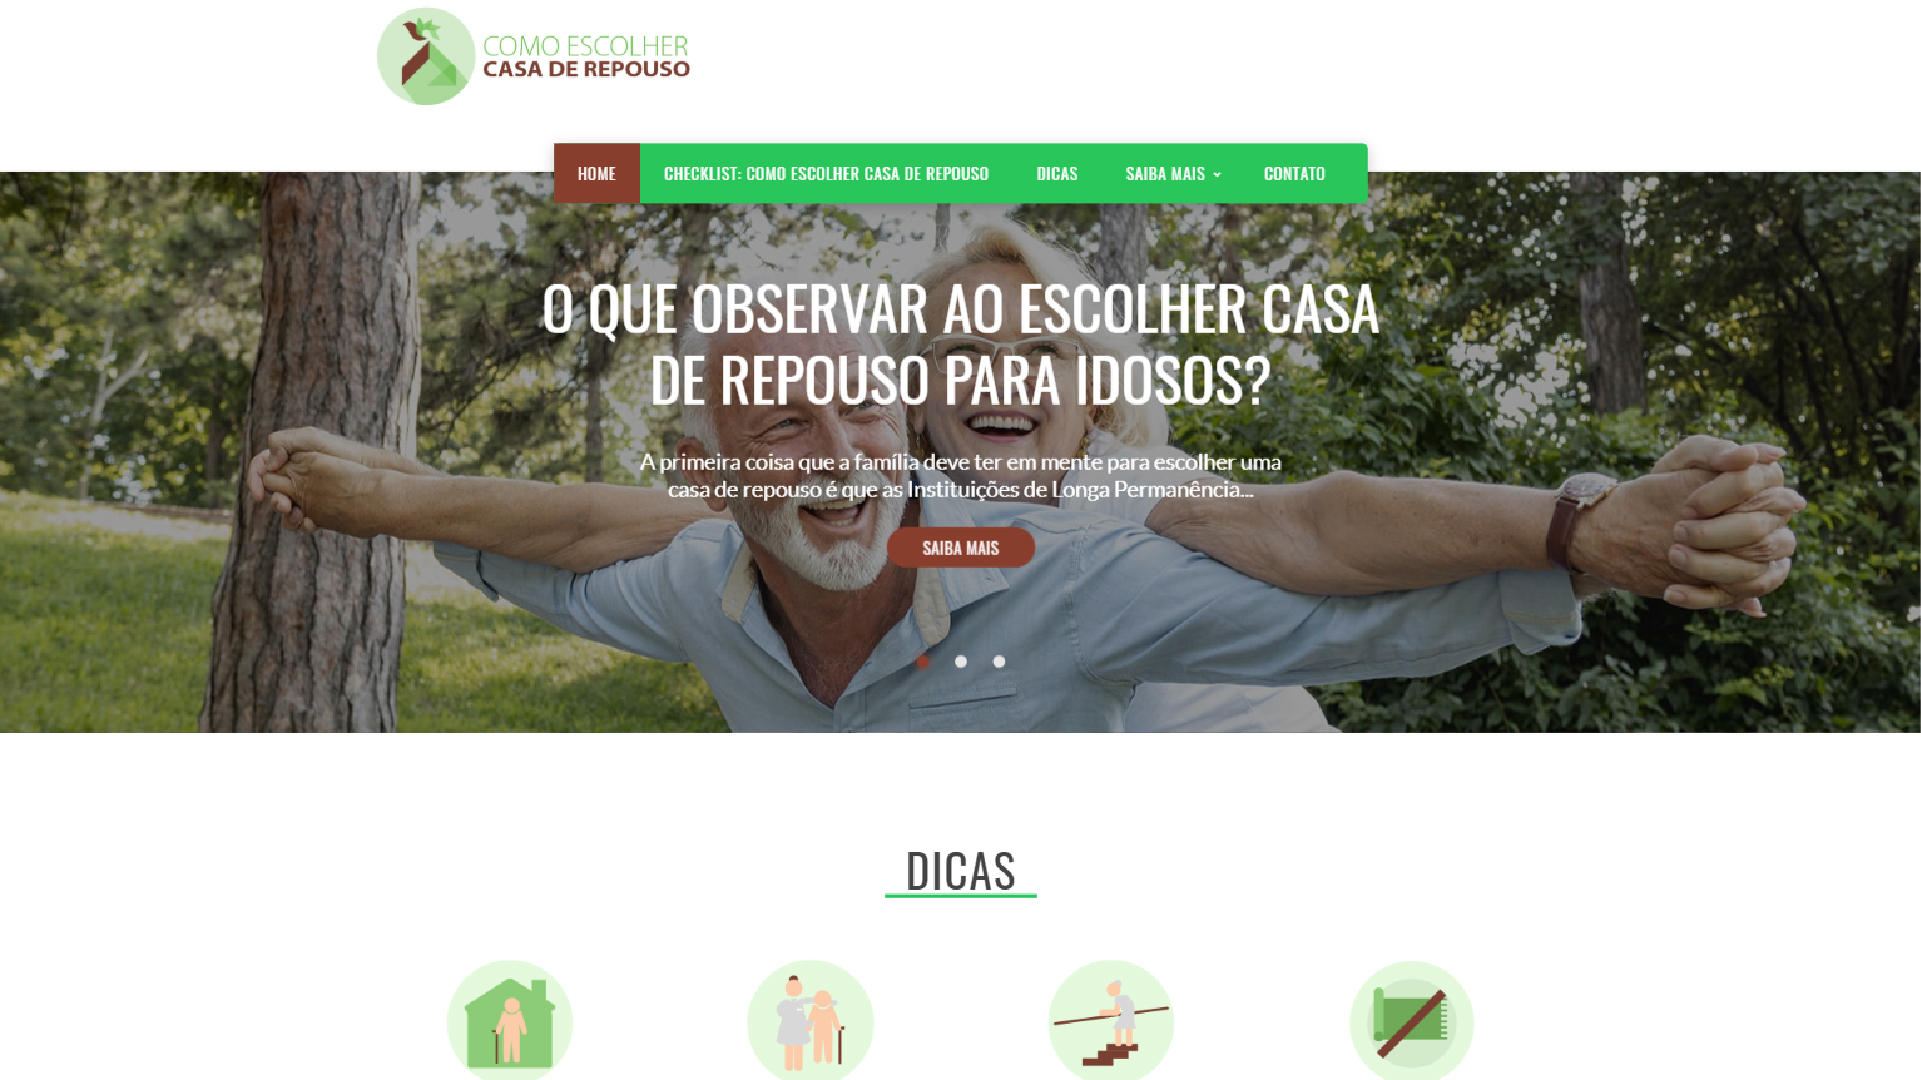 COMO ESCOLHER
CASA DE REPOUSO
HOME CHECKLIST: COMO ESCOLHER CASA DE REPOUSO DICAS SAIBA MAIS CONTATO
O QUE OBSERVAR AO ESCOLHER CASA
DE REPOUSO PARA IDOSOS?
A primeira coisa que a família deve ter em mente para escolher uma
casa de repouso é que as Instituições de Longa Permanência...
SAIBA MAIS
DICAS